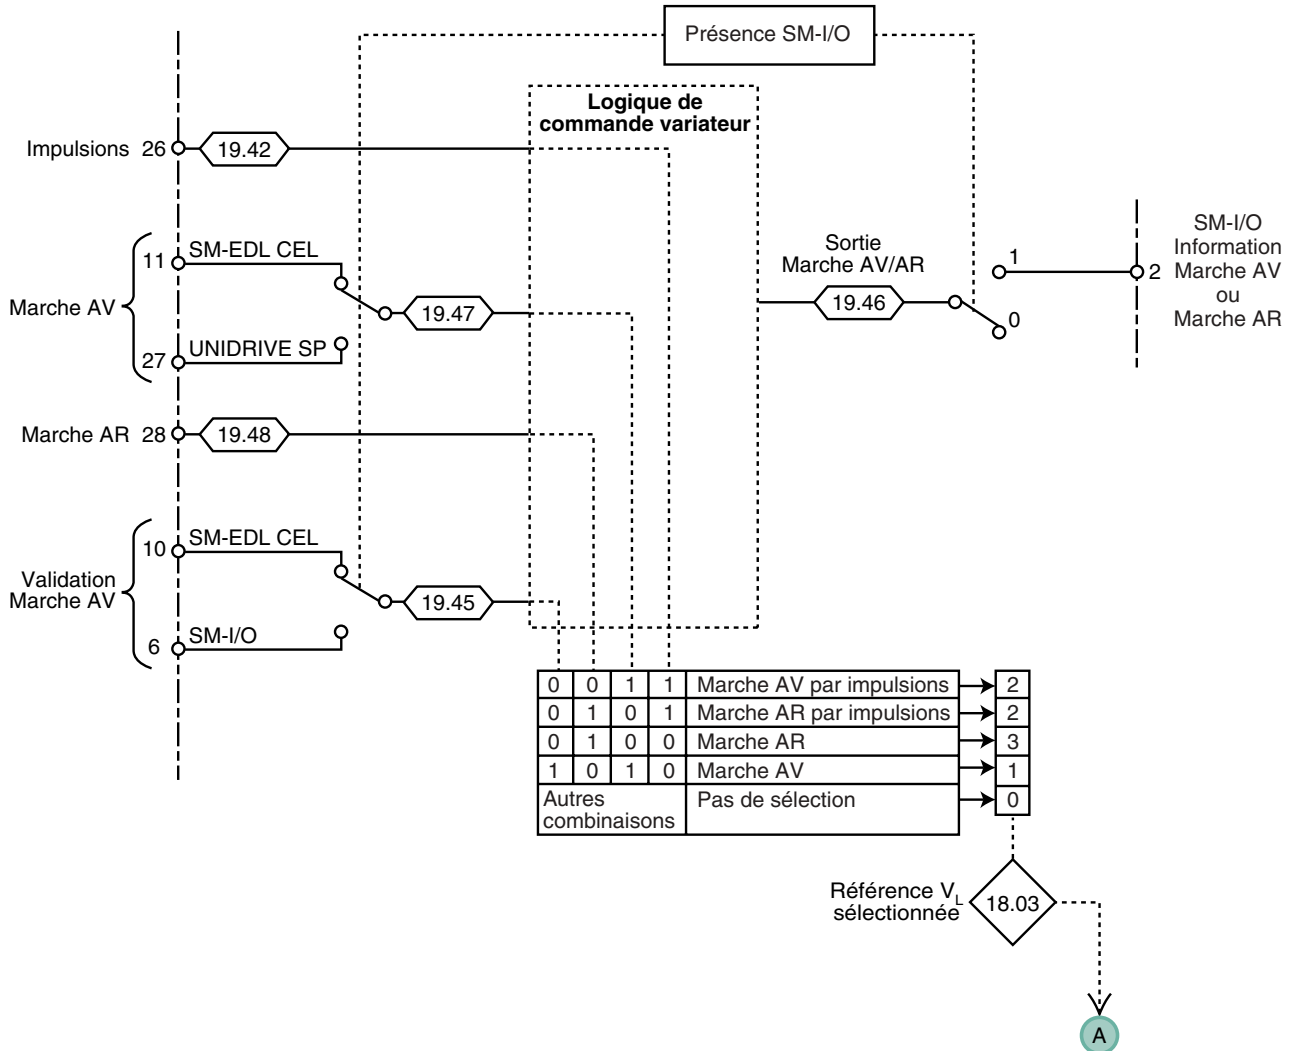 Présence SM-I/O
Logique de
commande variateur
Impulsions 26 19.42
Marche AV
11 SM-EDL CEL
27 UNIDRIVE SP
19.47
Marche AR 28 19.48
Validation
Marche AV
10 SM-EDL CEL
6 SM-I/O
19.45
Sortie
Marche AV/AR
19.46
1
0
2
SM-I/O
Information
Marche AV
ou
Marche AR
0 0 1 1 Marche AV par impulsions 2
0 1 0 1 Marche AR par impulsions 2
0 1 0 0 Marche AR 3
1 0 1 0 Marche AV 1
Autres
combinaisons
Pas de sélection 0
Référence VL
sélectionnée
18.03
A